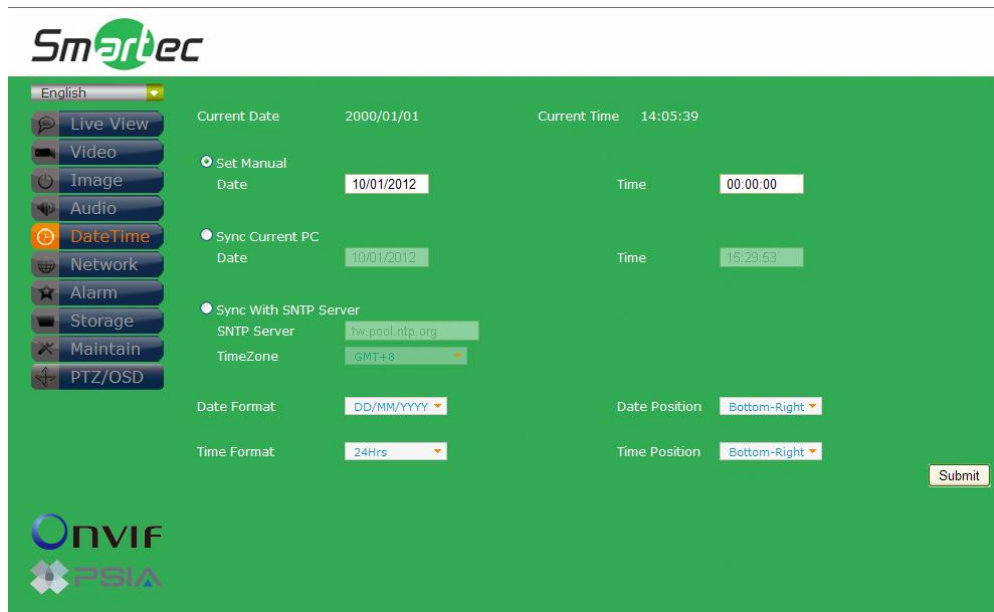 Smartec
English
Live View
Video
Image
Audio
DateTime
Network
Alarm
Storage
Maintain
PTZ/OSD
Current Date 2000/01/01 Current Time 14:05:39
Set Manual
Date 10/01/2012 Time 00:00:00
Sync Current PC
Date 10/01/2012 Time 15:29:53
Sync With SNTP Server
SNTP Server tw.pool.ntp.org
TimeZone GMT+8
Date Format DD/MM/YYYY Date Position Bottom-Right
Time Format 24Hrs Time Position Bottom-Right
Submit
Onvif
PSIA